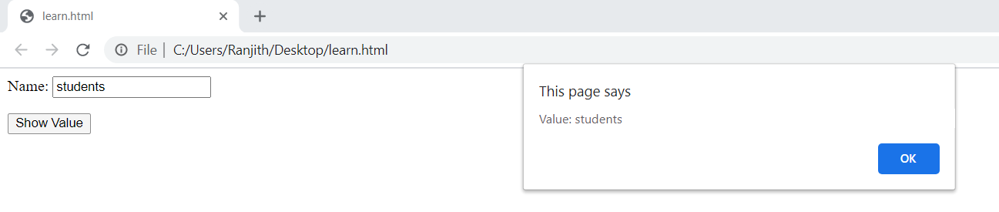 learn.html
File | C:/Users/Ranjith/Desktop/learn.html
Name: students
Show Value
This page says
Value: students
OK